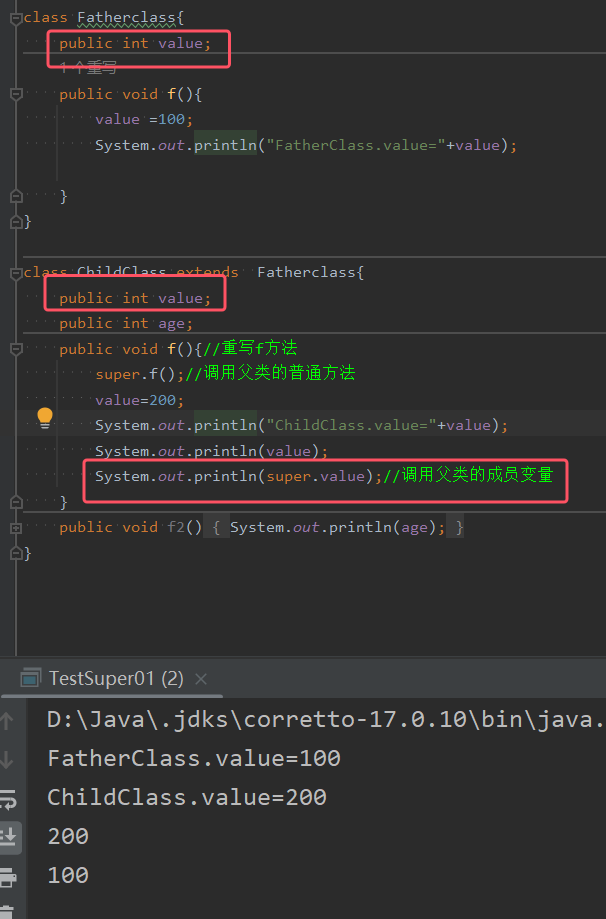 class Fatherclass{
public int value;
1个重写
public void f(){
value =100;
System.out.println("FatherClass.value="+value);
}
}
class ChildClass extends Fatherclass{
public int value;
public int age;
public void f(){//重写f方法
super.f();//调用父类的普通方法
value=200;
System.out.println("ChildClass.value="+value);
System.out.println(value);
System.out.println(super.value);//调用父类的成员变量
}
public void f2() { System.out.println(age); }
}
TestSuper01 (2) ×
D:\Java\.jdks\corretto-17.0.10\bin\java.
FatherClass.value=100
ChildClass.value=200
200
100